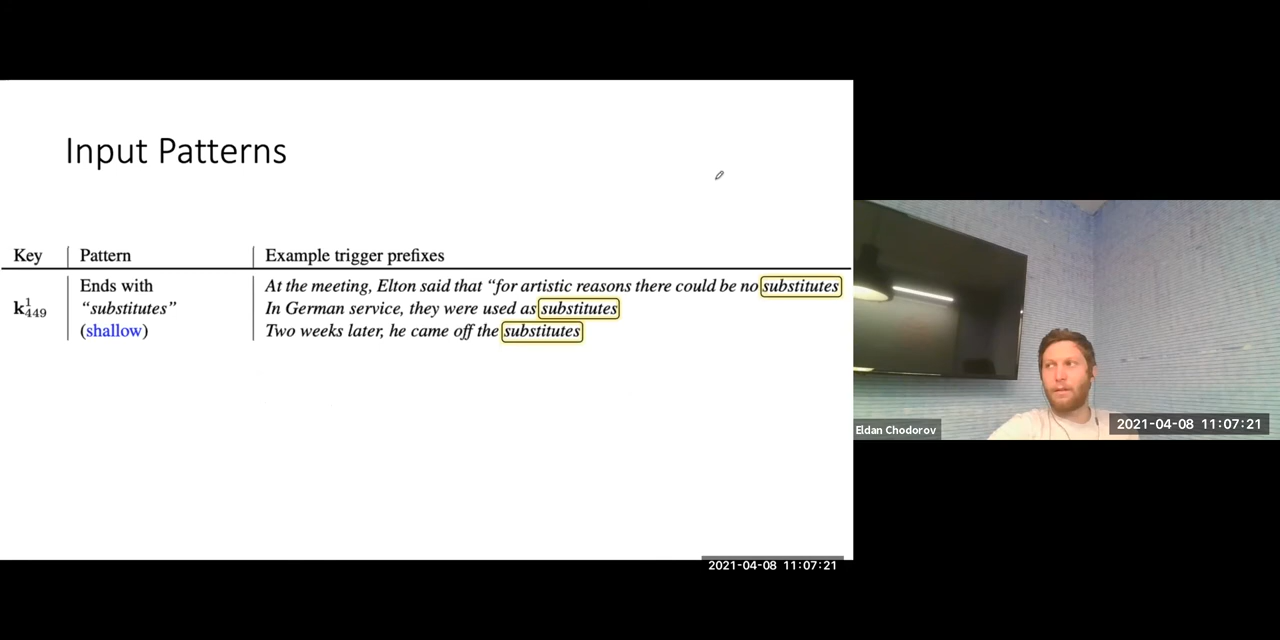 Input Patterns
Key Pattern Example trigger prefixes
k^1_449 Ends with "substitutes" (shallow)
At the meeting, Elton said that “for artistic reasons there could be no substitutes
In German service, they were used as substitutes
Two weeks later, he came off the substitutes
Eldan Chodorov
2021-04-08 11:07:21
2021-04-08 11:07:21